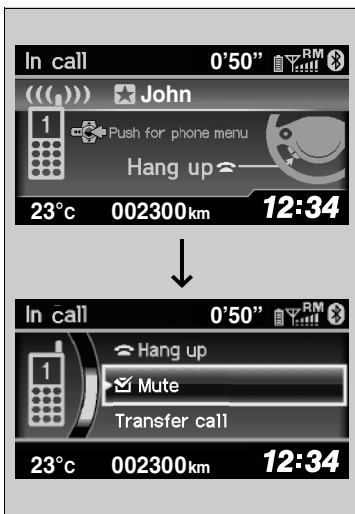 In call 0'50” RM
John
1 Push for phone menu
Hang up
23°c 002300km 12:34
In call 0'50” RM
Hang up
1 Mute
Transfer call
23°c 002300km 12:34